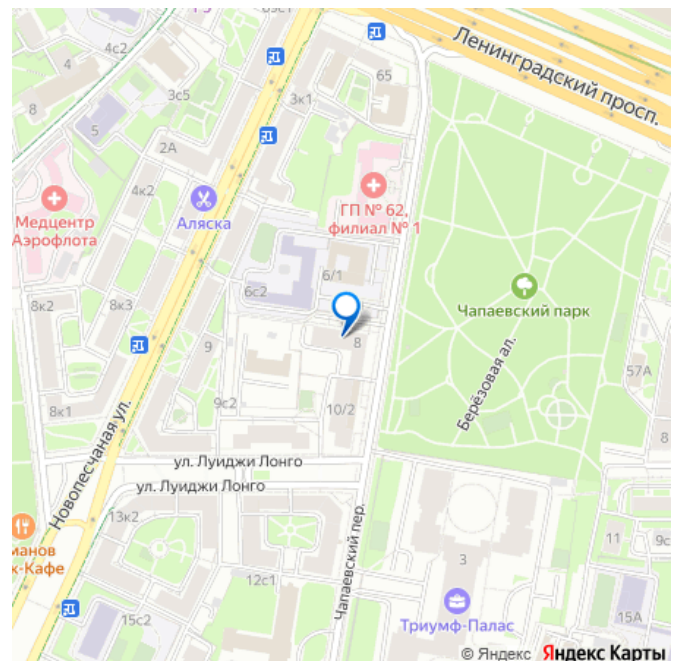 4с2
4
8
3с5
5
2А
3к1
65
Ленинградский просп.
4к2
Медцентр
Аэрофлота
Аляска
ГП № 62,
филиал № 1
6/1
6с2
8к2
8к3
8
9
Чапаевский парк
Берёзовая ал.
57А
8к1
9с2
10/2
8
Новопесчаная ул.
ул. Луиджи Лонго
ул. Луиджи Лонго
13к2
манов
к-Кафе
12с1
15с2
Чапаевский пер.
3
Триумф-Палас
11
9с
15А
© Яндекс Яндекс Карты